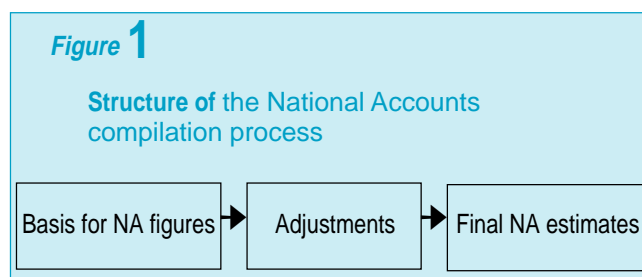 Figure 1
Structure of the National Accounts
compilation process
Basis for NA figures Adjustments Final NA estimates